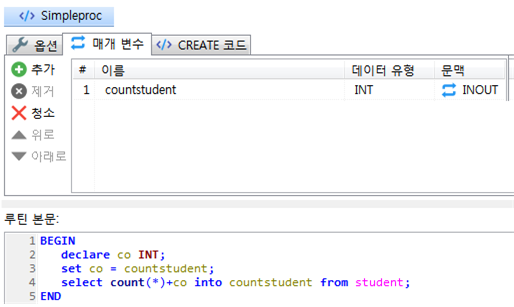 </> Simpleproc
옵션 매개 변수 </> CREATE 코드
추가
제거
청소
위로
아래로
# 이름 데이터 유형 문맥
1 countstudent INT INOUT
루틴 본문:
1 BEGIN
2 declare co INT;
3 set co = countstudent;
4 select count(*)+co into countstudent from student;
5 END